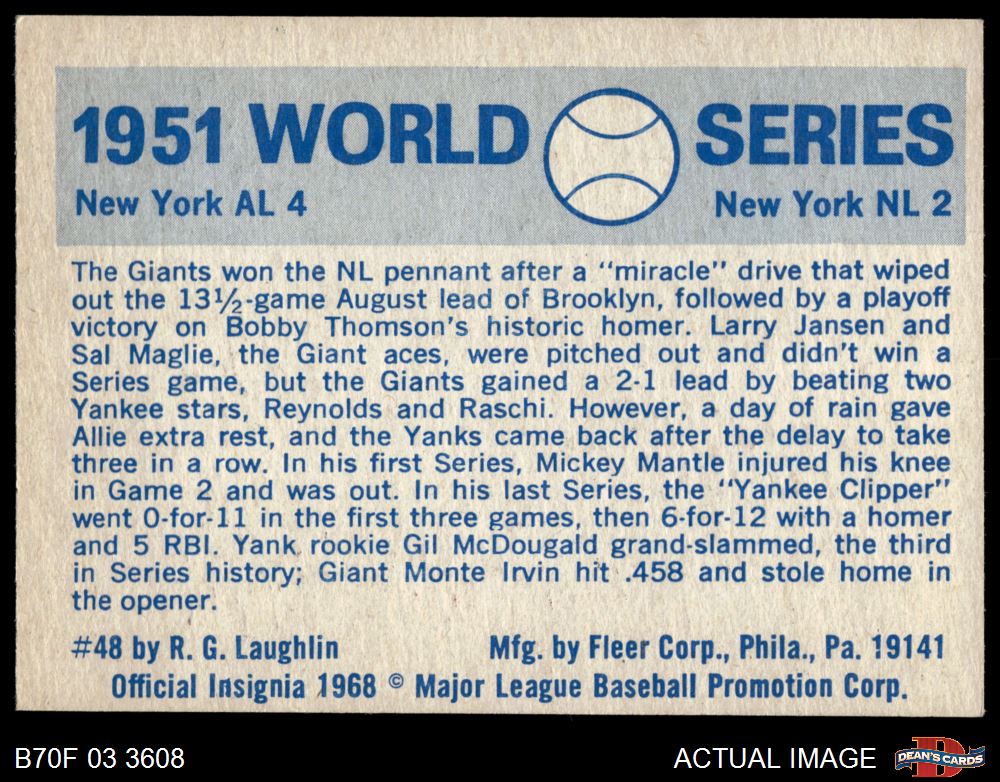 1951 WORLD SERIES
New York AL 4 New York NL 2
The Giants won the NL pennant after a "miracle" drive that wiped
out the 13½-game August lead of Brooklyn, followed by a playoff
victory on Bobby Thomson's historic homer. Larry Jansen and
Sal Maglie, the Giant aces, were pitched out and didn't win a
Series game, but the Giants gained a 2-1 lead by beating two
Yankee stars, Reynolds and Raschi. However, a day of rain gave
Allie extra rest, and the Yanks came back after the delay to take
three in a row. In his first Series, Mickey Mantle injured his knee
in Game 2 and was out. In his last Series, the "Yankee Clipper"
went 0-for-11 in the first three games, then 6-for-12 with a homer
and 5 RBI. Yank rookie Gil McDougald grand-slammed, the third
in Series history; Giant Monte Irvin hit .458 and stole home in
the opener.
#48 by R. G. Laughlin Mfg. by Fleer Corp., Phila., Pa. 19141
Official Insignia 1968 © Major League Baseball Promotion Corp.
B70F 03 3608 ACTUAL IMAGE D DEAN'S CARDS